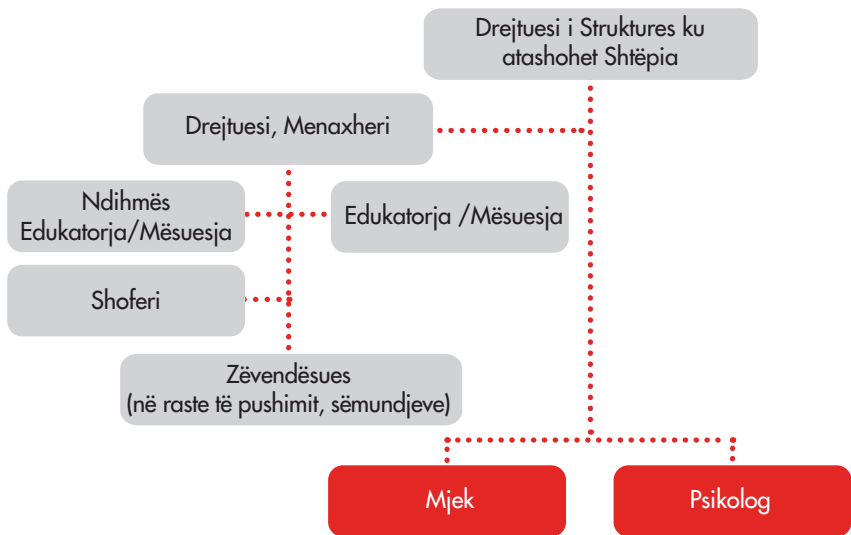 Drejtuesi i Struktures ku
atashohet Shtëpia
Drejtuesi, Menaxheri
Ndihmës
Edukatorja/Mësuesja
Edukatorja /Mësuesja
Shoferi
Zëvendësues
(në raste të pushimit, sëmundjeve)
Mjek
Psikolog